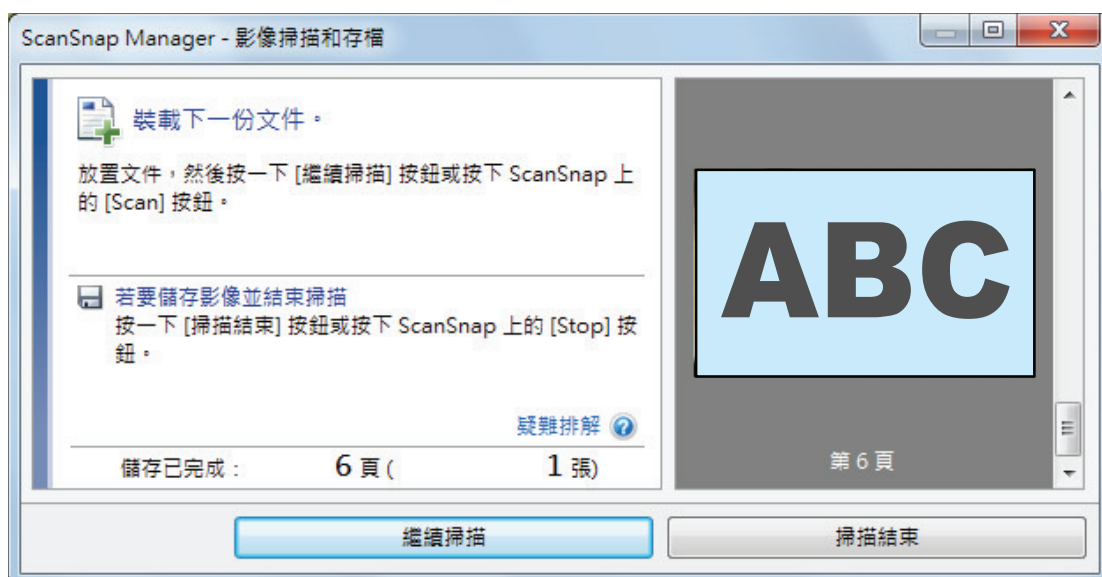 ScanSnap Manager - 影像掃描和存檔
裝載下一份文件。
放置文件，然後按一下 [繼續掃描] 按鈕或按下 ScanSnap 上
的 [Scan] 按鈕。
若要儲存影像並結束掃描
按一下 [掃描結束] 按鈕或按下 ScanSnap 上的 [Stop] 按
鈕。
疑難排解
儲存已完成： 6 頁 ( 1 張)
ABC
第 6 頁
繼續掃描
掃描結束